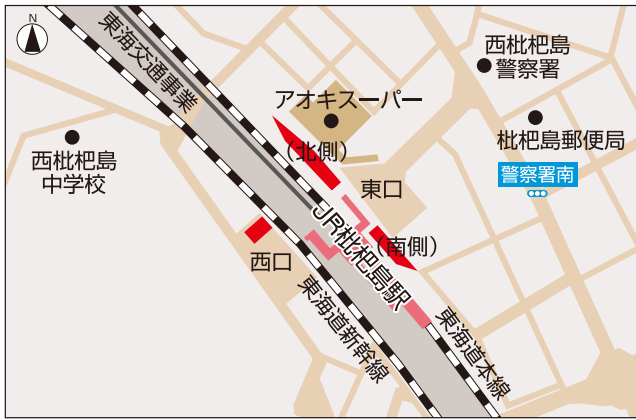 N
東海交通事業
西枇杷島
警察署
アオキスーパー
枇杷島郵便局
西枇杷島
中学校
(北側)
警察署南
東口
JR枇杷島駅
(南側)
西口
東海道新幹線
東海道本線